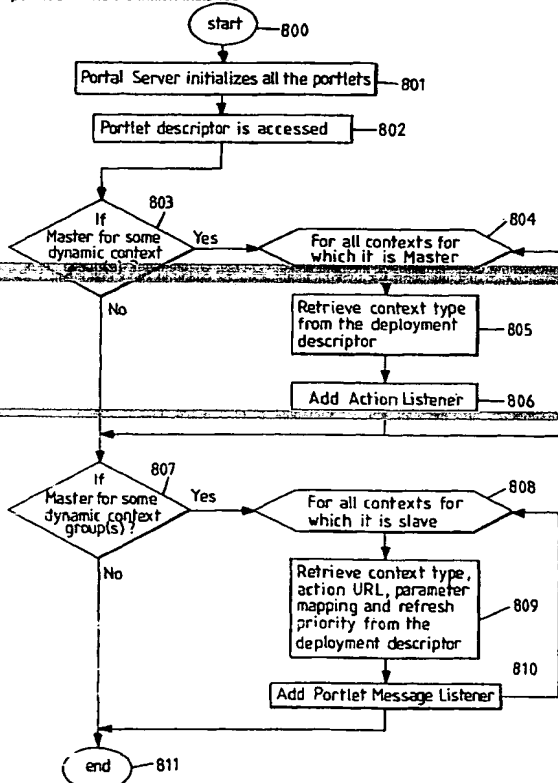 start
800
Portal Server initializes all the portlets
801
Portlet descriptor is accessed
802
803
If
Master for some
dynamic context
Yes
804
For all contexts for
which it is Master
No
Retrieve context type
from the deployment
descriptor
805
Add Action Listener
806
807
If
Master for some
dynamic context
group(s)?
Yes
808
For all contexts for
which it is slave
No
Retrieve context type,
action URL, parameter
mapping and refresh
priority from the
deployment descriptor
809
810
Add Portlet Message Listener
end
811